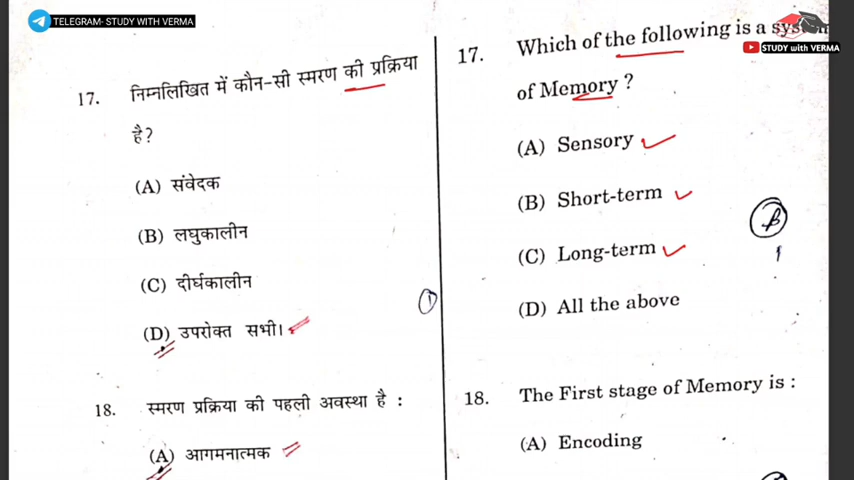 TELEGRAM- STUDY WITH VERMA
17. निम्नलिखित में कौन-सी स्मरण की प्रक्रिया
है?
(A) संवेदक
(B) लघुकालीन
(C) दीर्घकालीन
(D) उपरोक्त सभी।
18. स्मरण प्रक्रिया की पहली अवस्था है :
(A) आगमनात्मक
17. Which of the following is a system
of Memory ?
(A) Sensory
(B) Short-term
(C) Long-term
(D) All the above
18. The First stage of Memory is :
(A) Encoding
STUDY with VERMA